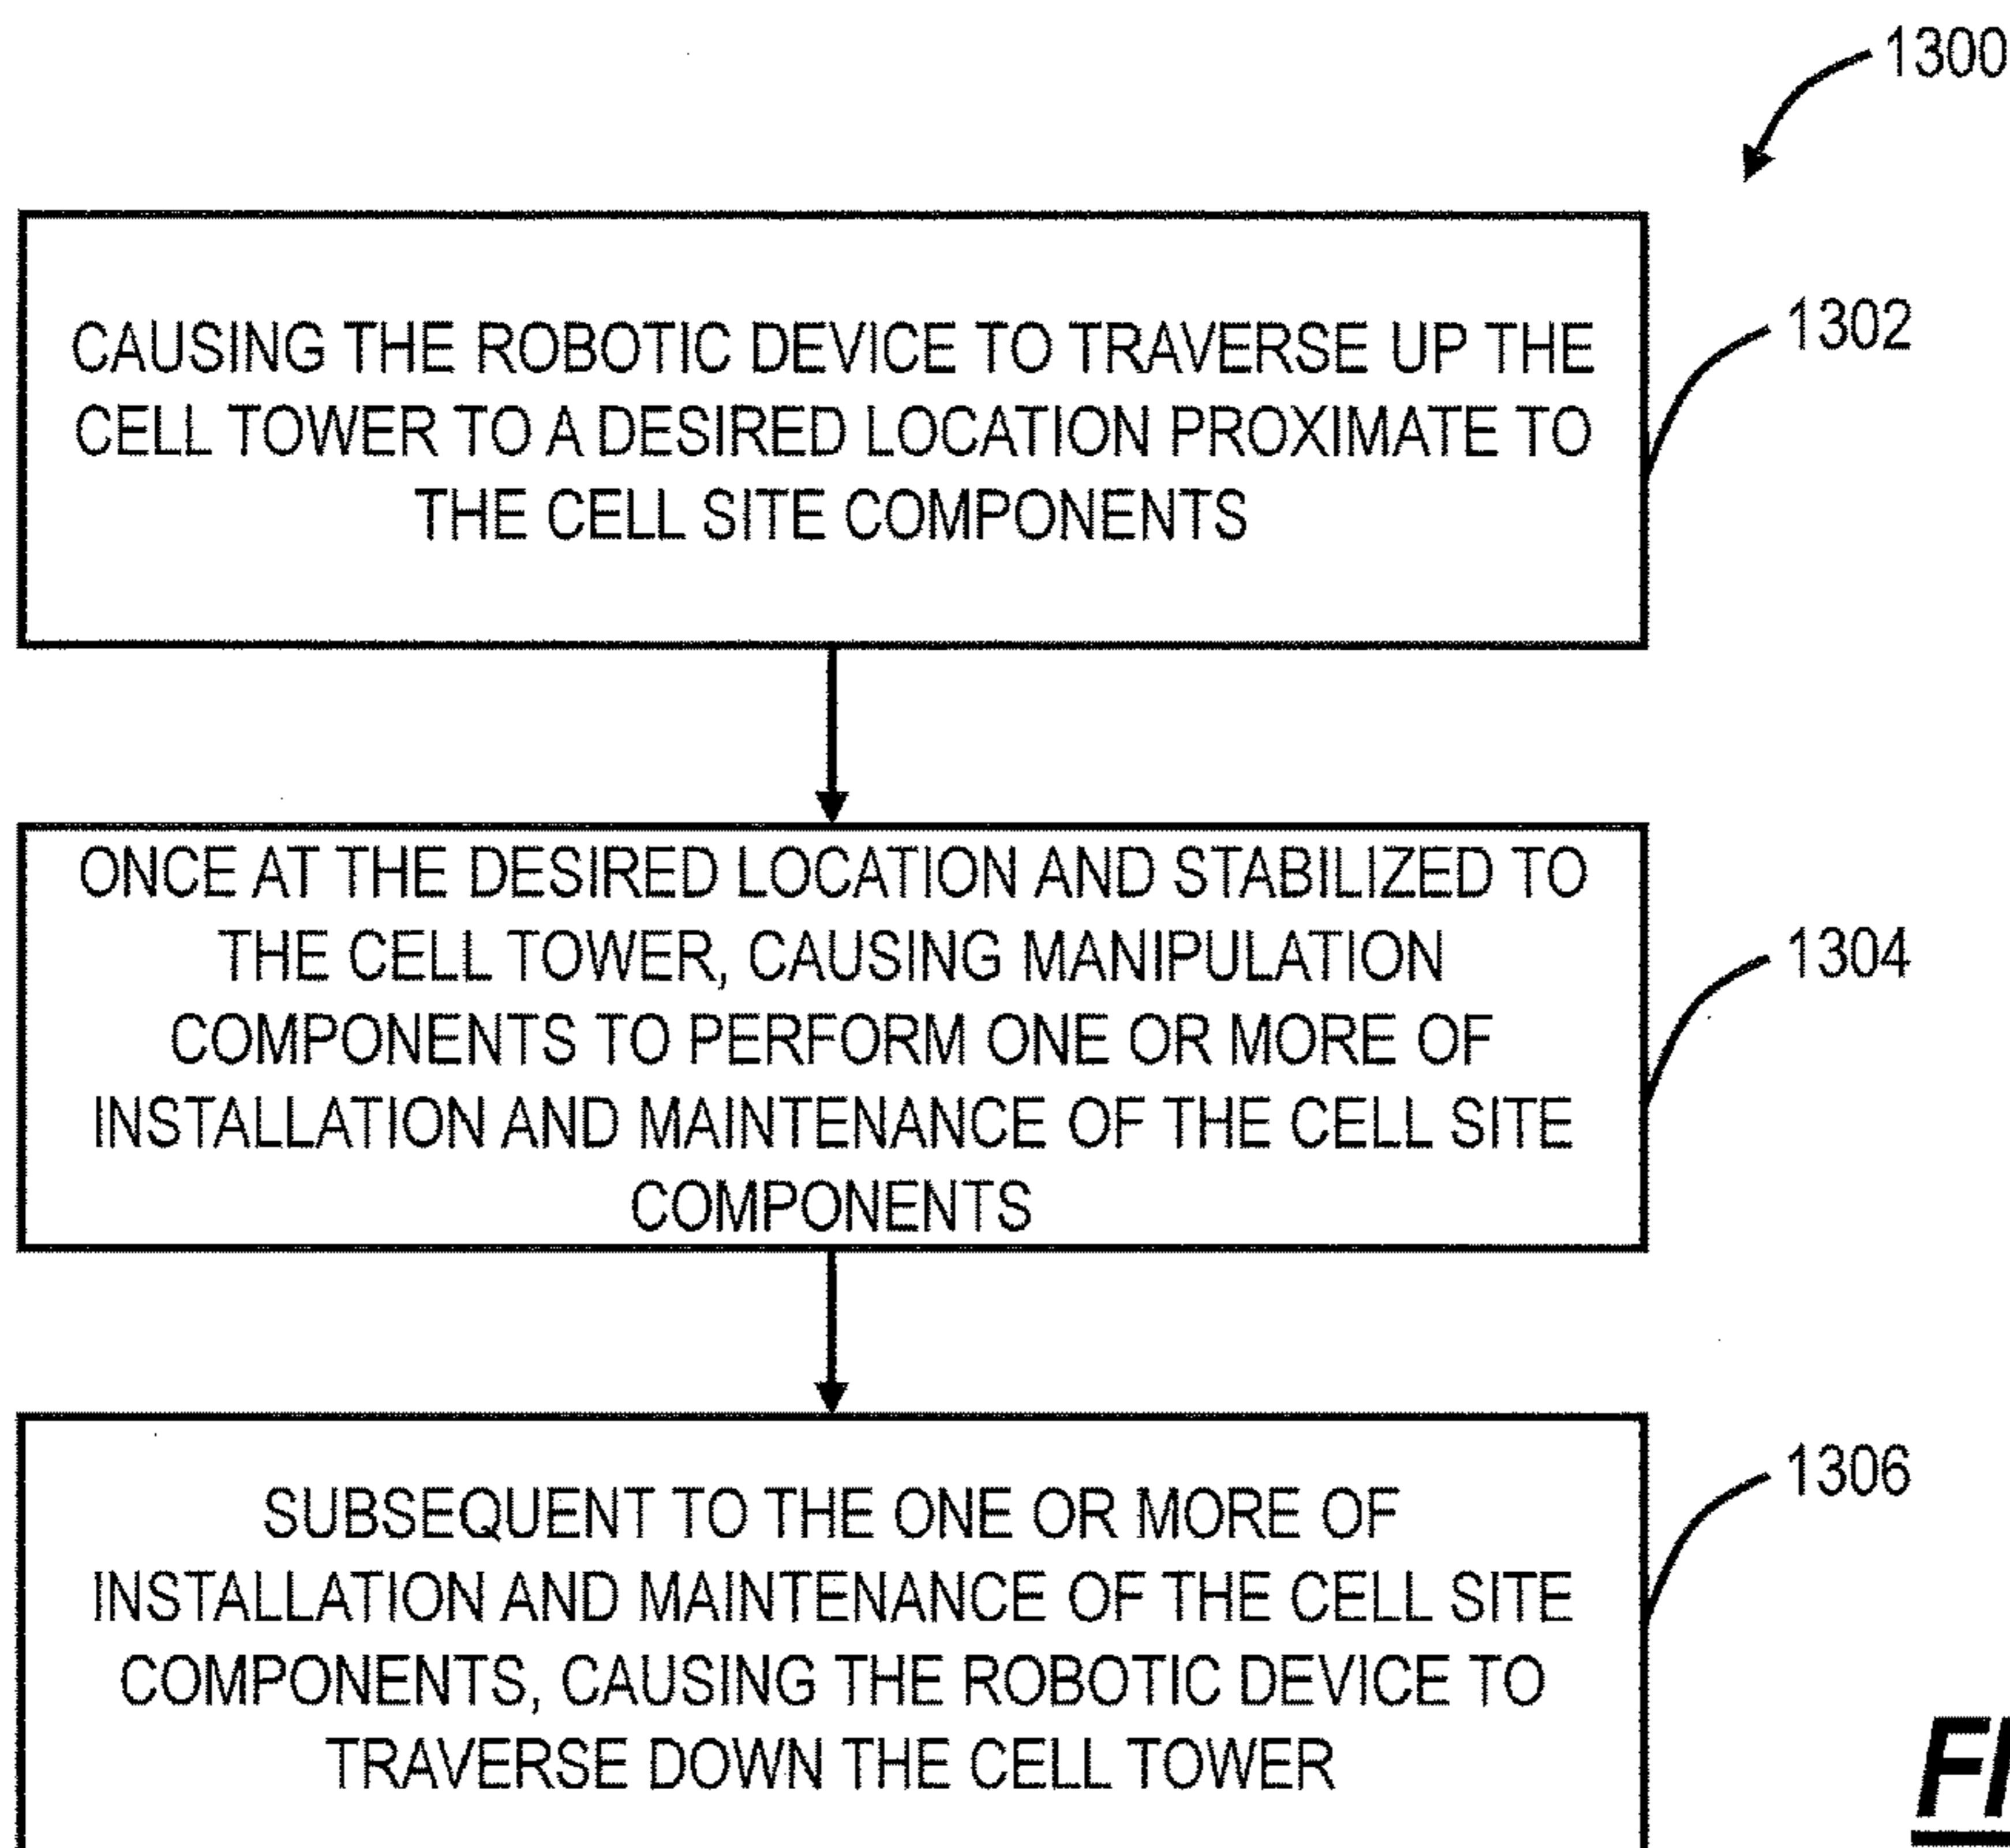 1300
CAUSING THE ROBOTIC DEVICE TO TRAVERSE UP THE
CELL TOWER TO A DESIRED LOCATION PROXIMATE TO
THE CELL SITE COMPONENTS
1302
ONCE AT THE DESIRED LOCATION AND STABILIZED TO
THE CELL TOWER, CAUSING MANIPULATION
COMPONENTS TO PERFORM ONE OR MORE OF
INSTALLATION AND MAINTENANCE OF THE CELL SITE
COMPONENTS
1304
SUBSEQUENT TO THE ONE OR MORE OF
INSTALLATION AND MAINTENANCE OF THE CELL SITE
COMPONENTS, CAUSING THE ROBOTIC DEVICE TO
TRAVERSE DOWN THE CELL TOWER
1306